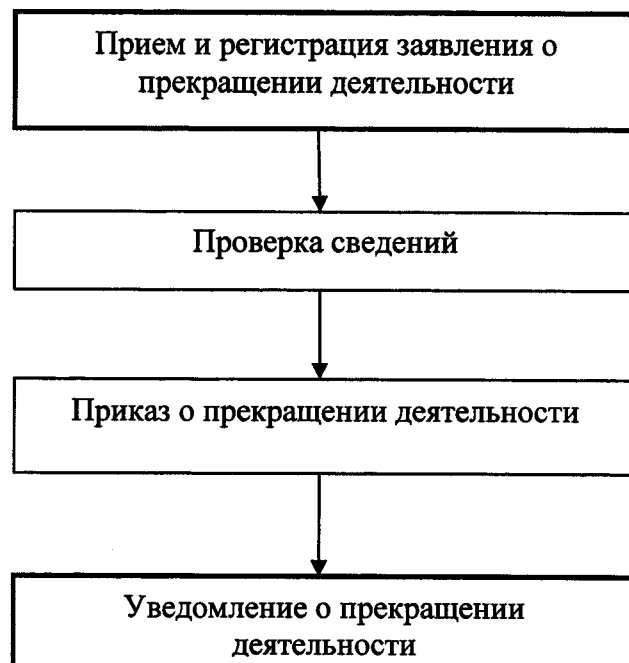 Прием и регистрация заявления о
прекращении деятельности
Проверка сведений
Приказ о прекращении деятельности
Уведомление о прекращении
деятельности